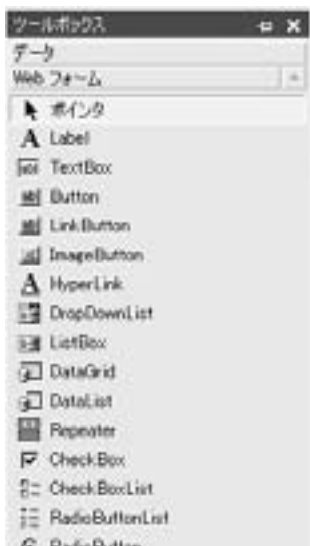 ツールボックス
データ
Web フォーム
ポインタ
Label
TextBox
Button
LinkButton
ImageButton
HyperLink
DropDownList
ListBox
DataGrid
DataList
Repeater
CheckBox
CheckBoxList
RadioButtonList
RadioButton